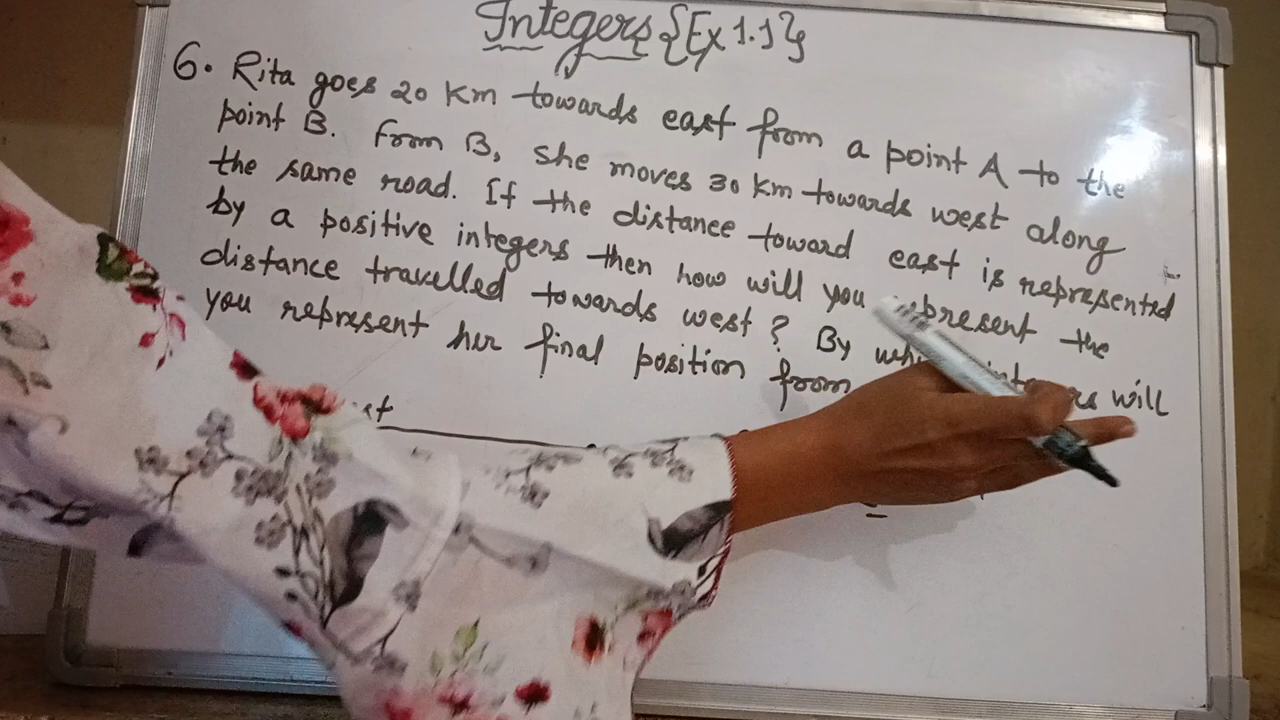 Integers {Ex 1.1}
6. Rita goes 20 Km towards east from a point A to the
point B. From B, she moves 30 Km towards west along
the same road. If the distance toward east is represented
by a positive integers then how will you represent the
distance travelled towards west? By will
you represent her final position from